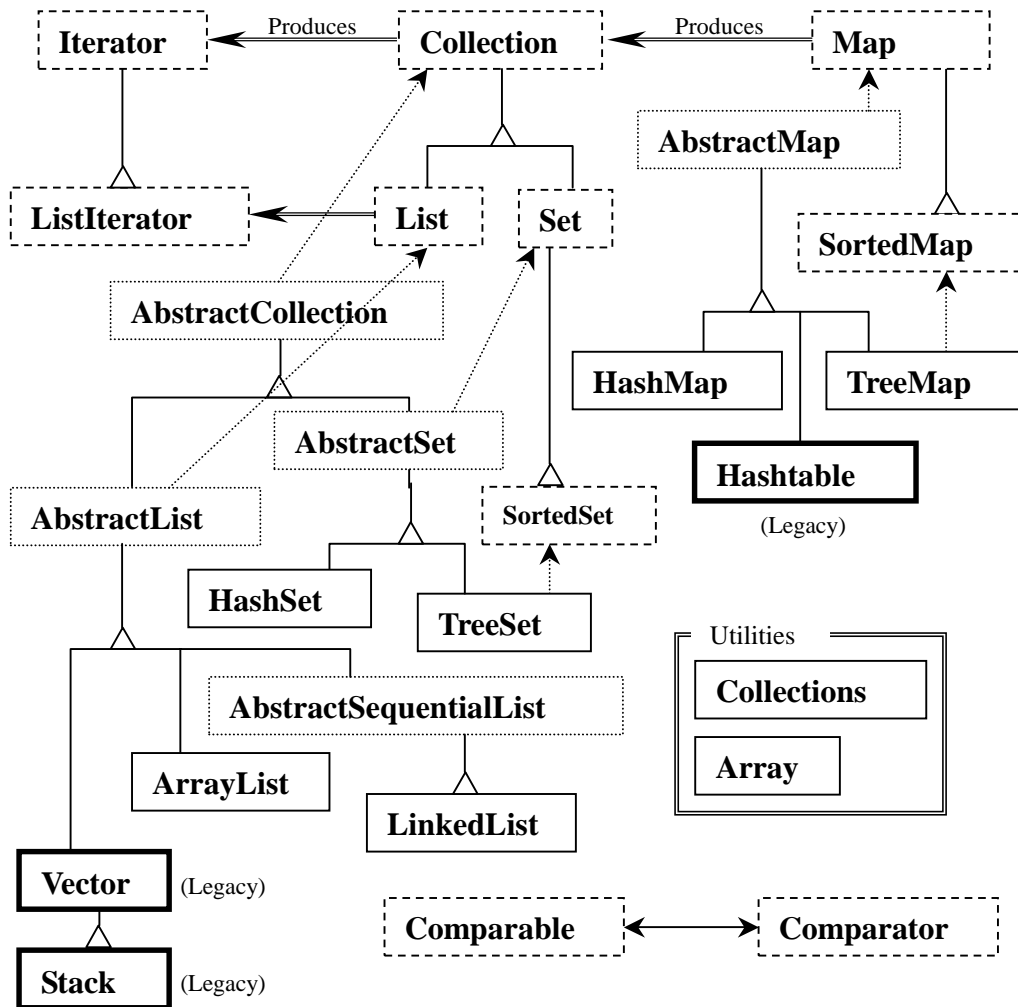 Iterator
Produces
Collection
Produces
Map
AbstractMap
ListIterator
List
Set
SortedMap
AbstractCollection
HashMap
TreeMap
AbstractSet
Hashtable
AbstractList
SortedSet
(Legacy)
HashSet
TreeSet
Utilities
Collections
AbstractSequentialList
Array
ArrayList
LinkedList
Vector
(Legacy)
Comparable
Comparator
Stack
(Legacy)